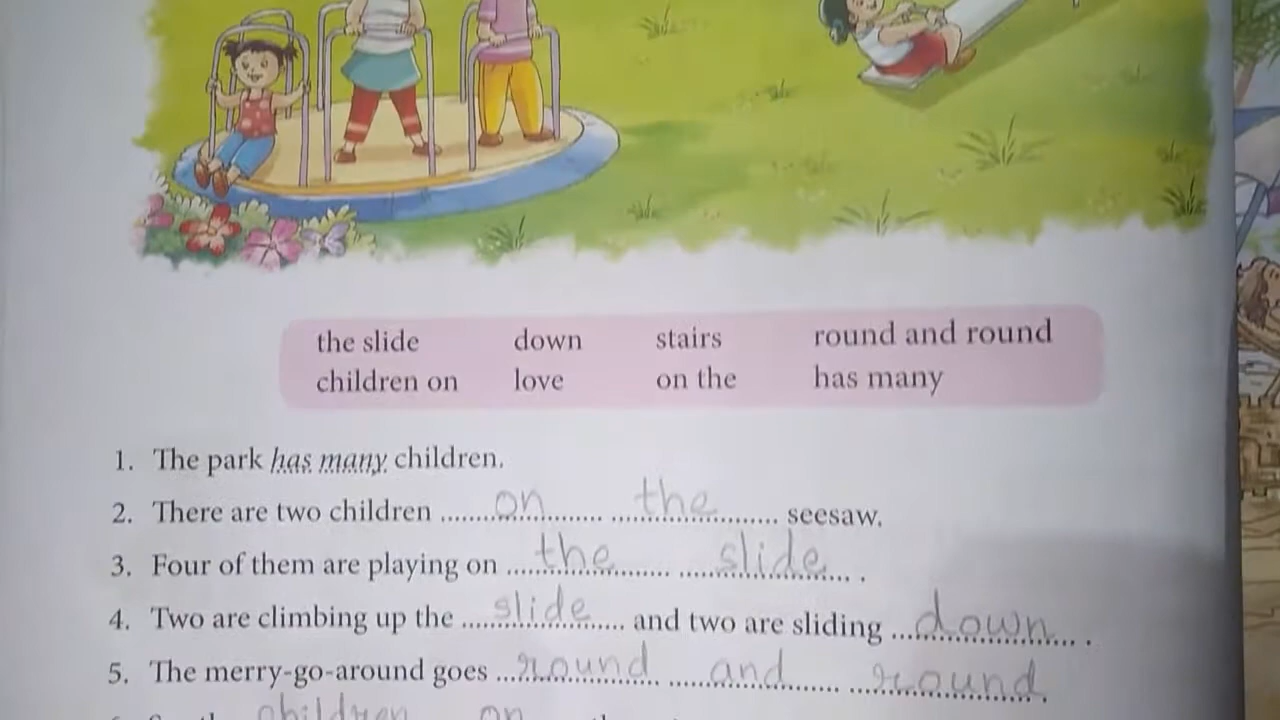 the slide down stairs round and round
children on love on the has many
1. The park has many children.
2. There are two children on the seesaw.
3. Four of them are playing on the slide.
4. Two are climbing up the slide and two are sliding down.
5. The merry-go-around goes round and round.
children on